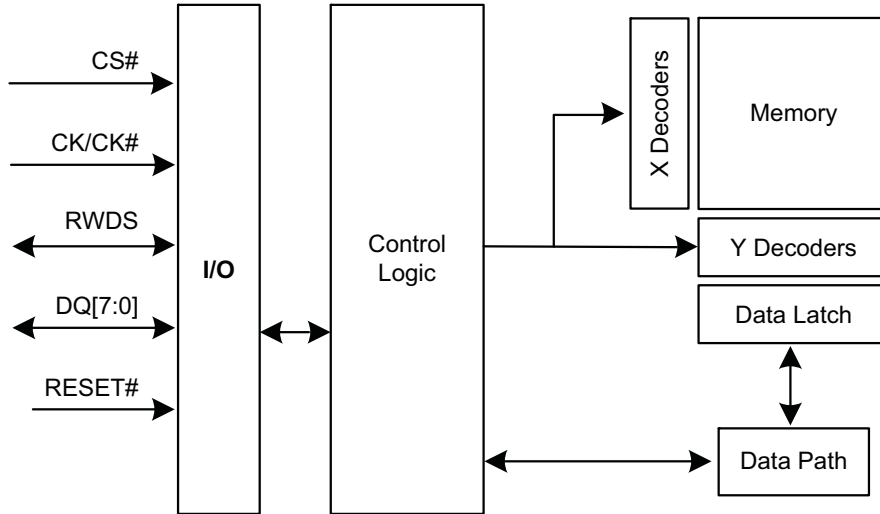 CS#
CK/CK#
RWDS
DQ[7:0]
RESET#
I/O
Control
Logic
X Decoders
Memory
Y Decoders
Data Latch
Data Path